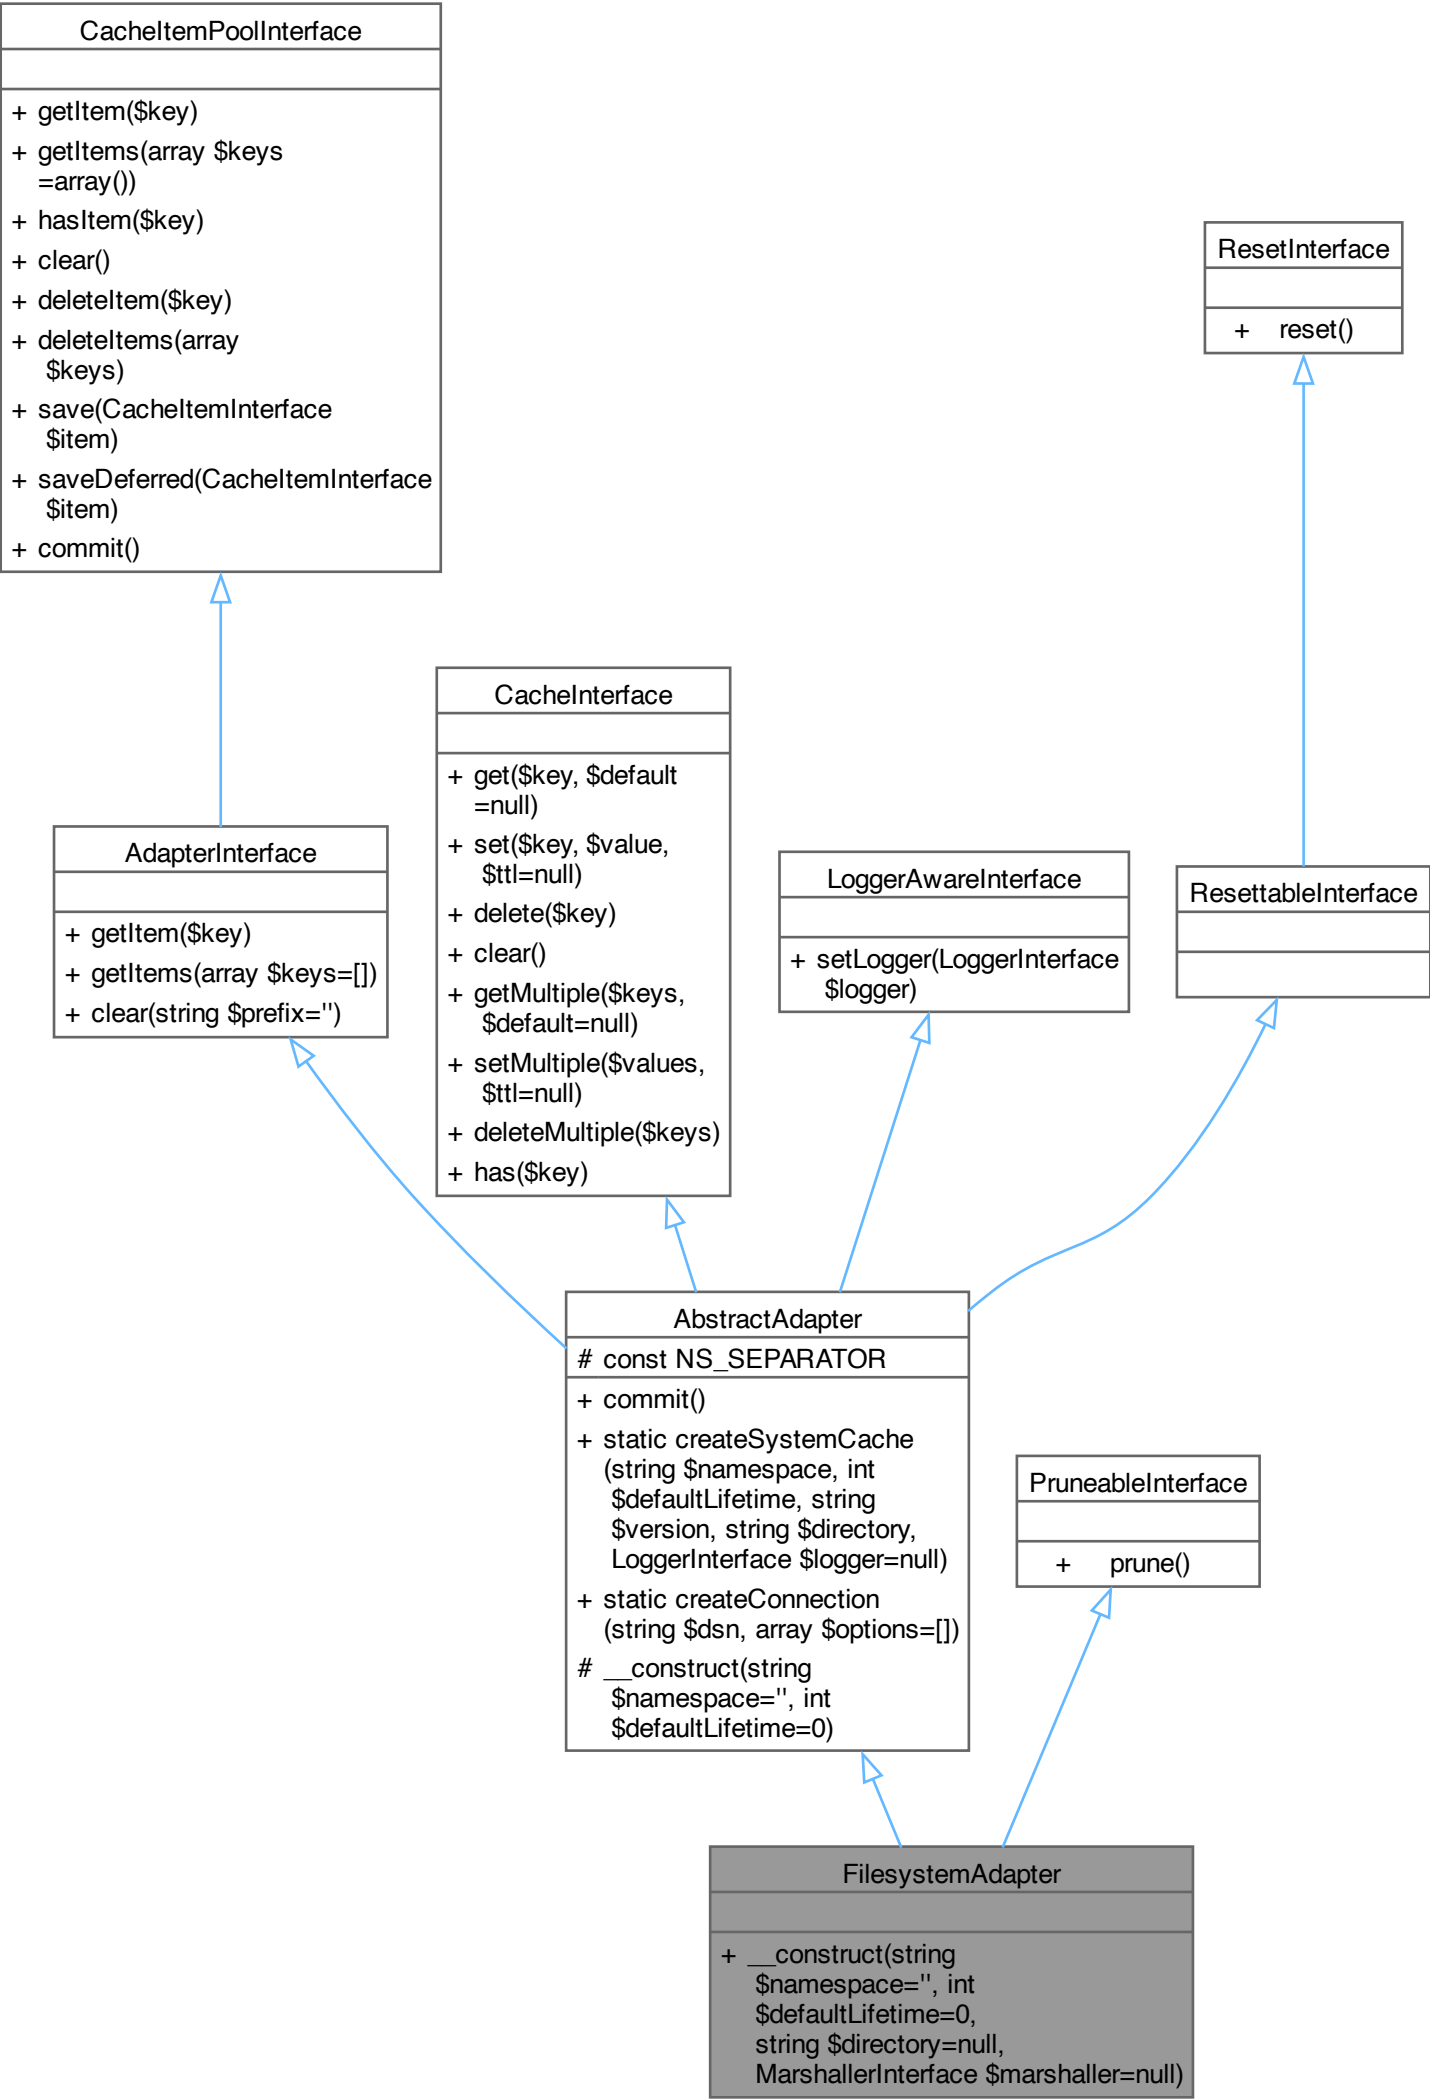 CacheItemPoolInterface
+ getItem($key)
+ getItems(array $keys
=array())
+ hasItem($key)
+ clear()
+ deleteItem($key)
+ deleteItems(array
$keys)
+ save(CacheItemInterface
$item)
+ saveDeferred(CacheItemInterface
$item)
+ commit()
ResetInterface
+ reset()
CacheInterface
+ get($key, $default
=null)
+ set($key, $value,
$ttl=null)
+ delete($key)
+ clear()
+ getMultiple($keys,
$default=null)
+ setMultiple($values,
$ttl=null)
+ deleteMultiple($keys)
+ has($key)
AdapterInterface
+ getItem($key)
+ getItems(array $keys=[])
+ clear(string $prefix='')
LoggerAwareInterface
+ setLogger(LoggerInterface
$logger)
ResettableInterface
AbstractAdapter
# const NS_SEPARATOR
+ commit()
+ static createSystemCache
(string $namespace, int
$defaultLifetime, string
$version, string $directory,
LoggerInterface $logger=null)
+ static createConnection
(string $dsn, array $options=[])
# __construct(string
$namespace='', int
$defaultLifetime=0)
PruneableInterface
+ prune()
FilesystemAdapter
+ __construct(string
$namespace='', int
$defaultLifetime=0,
string $directory=null,
MarshallerInterface $marshaller=null)